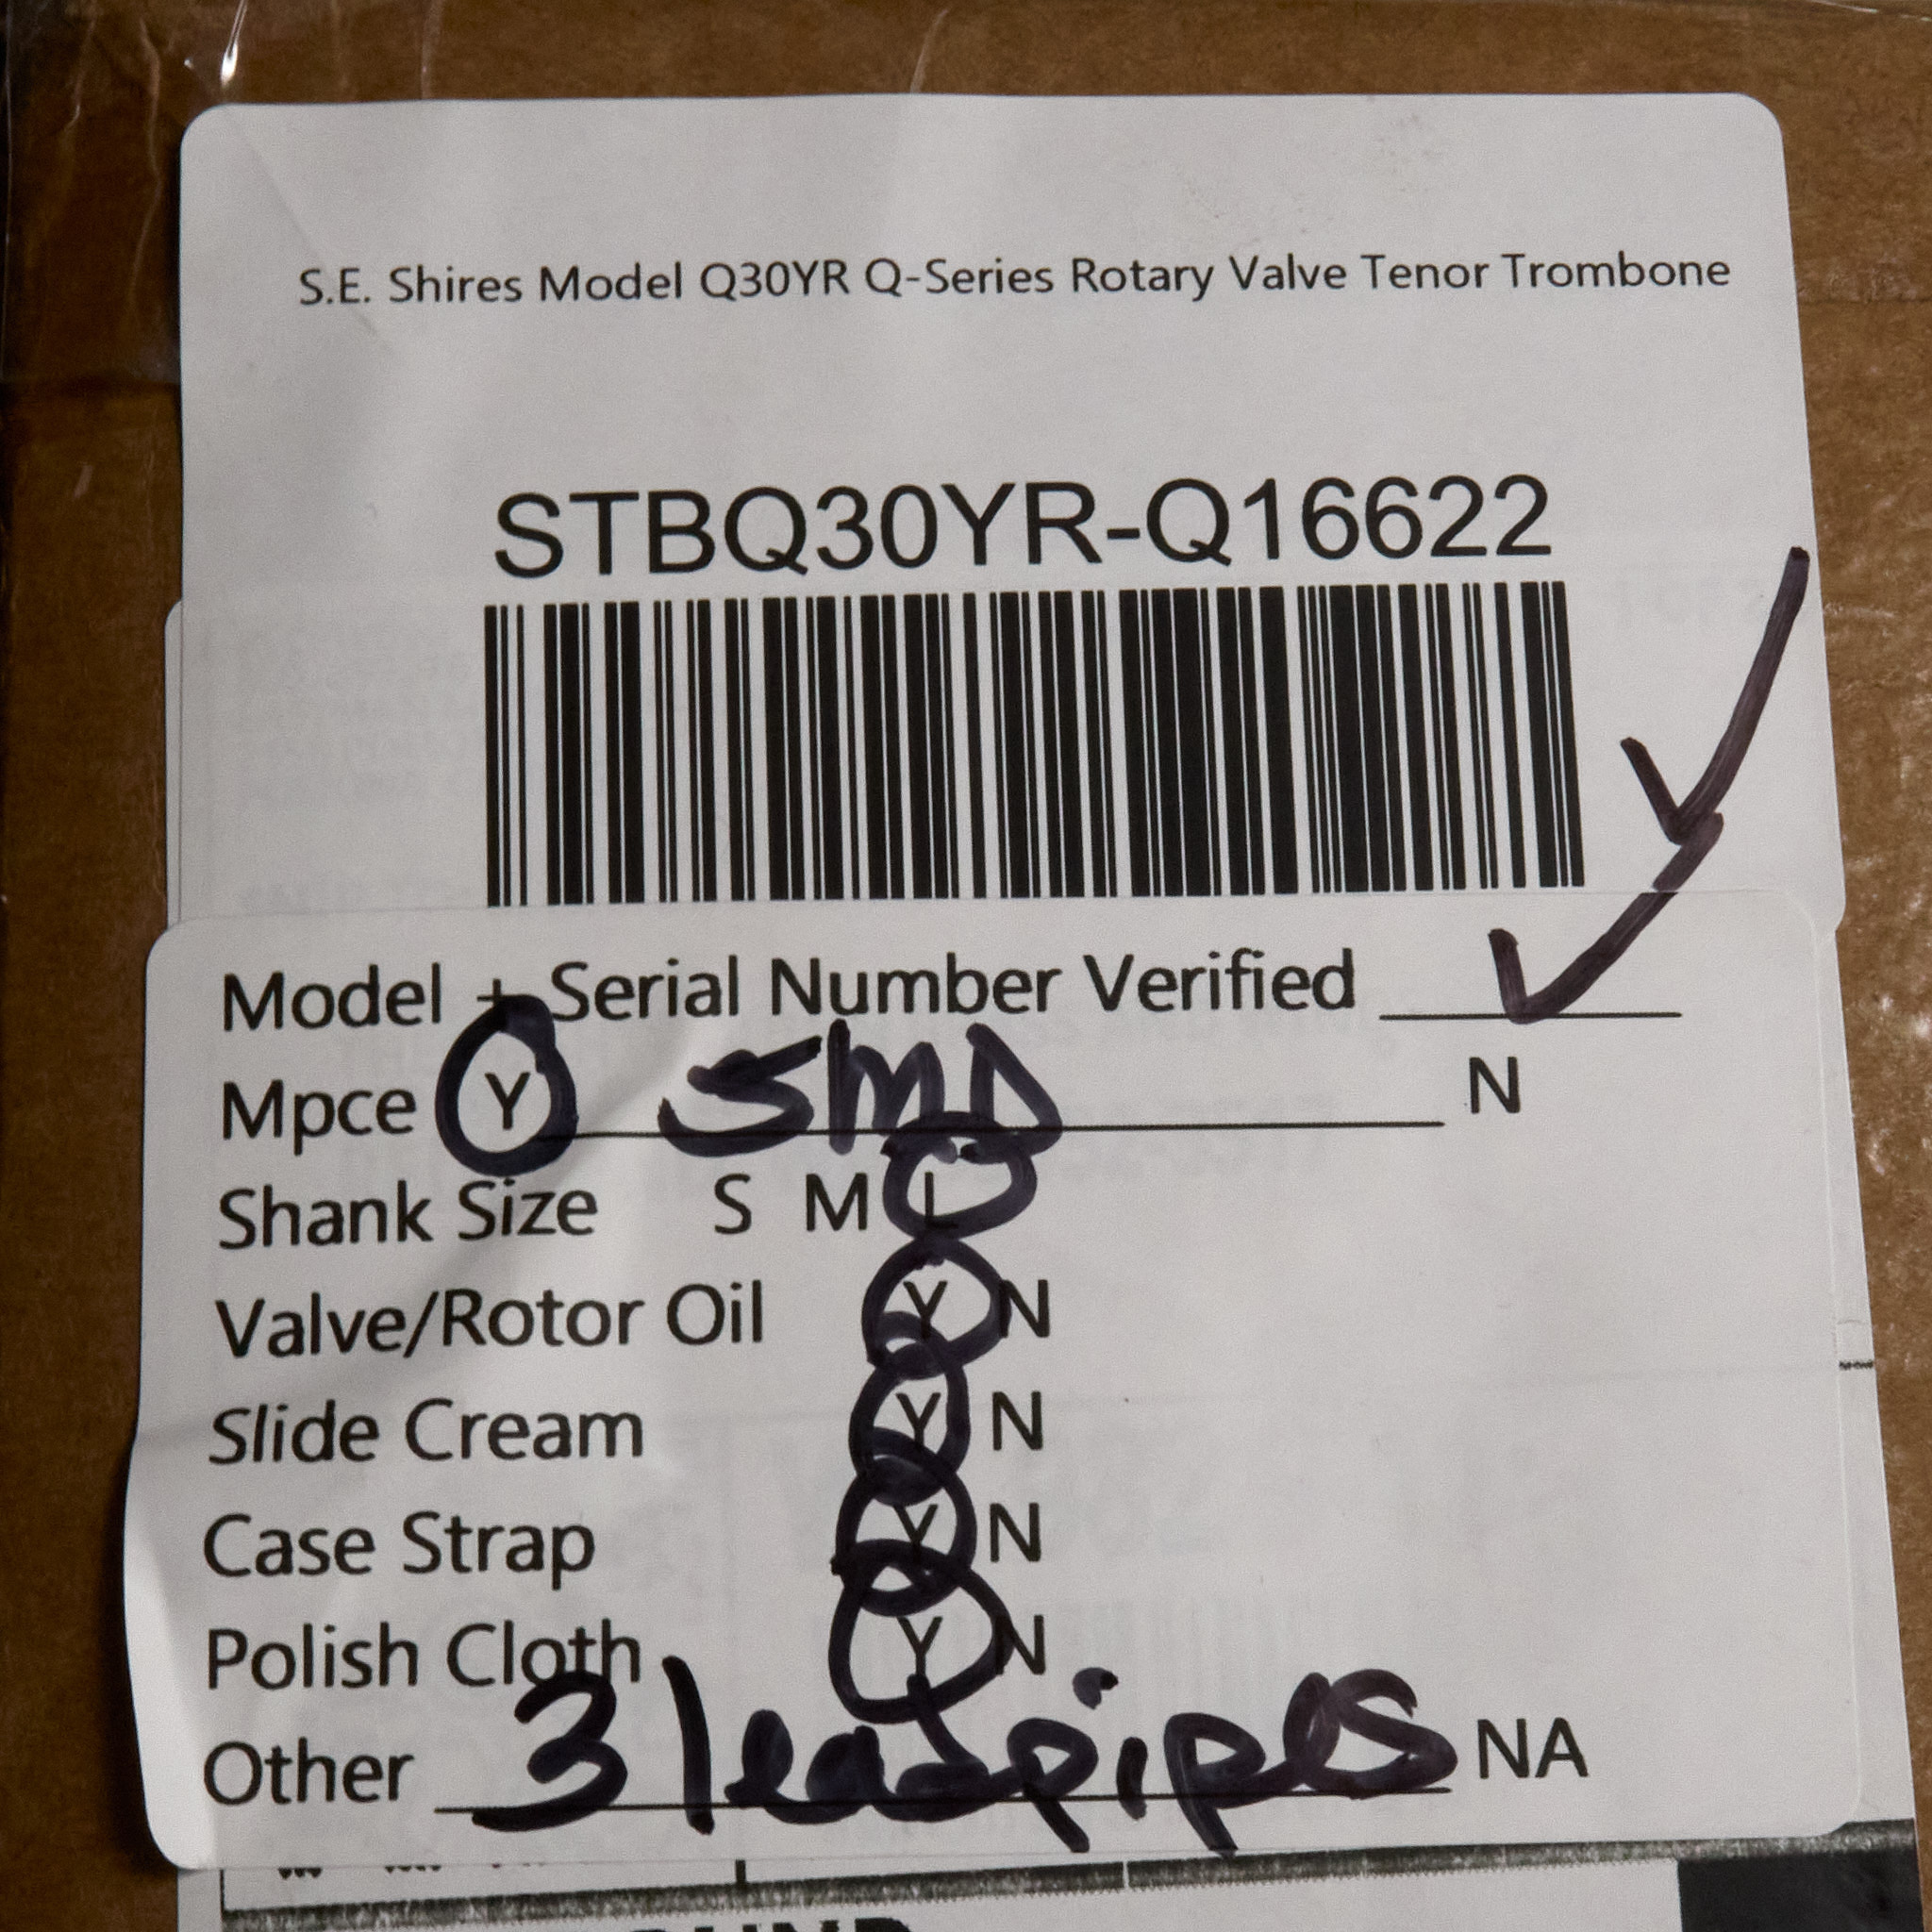 S.E. Shires Model Q30YR Q-Series Rotary Valve Tenor Trombone
STBQ30YR-Q16622
Model + Serial Number Verified ✓
Mpce Y SMD N
Shank Size S M L
Valve/Rotor Oil Y N
Slide Cream Y N
Case Strap Y N
Polish Cloth Y N
Other 3 leadpipes NA